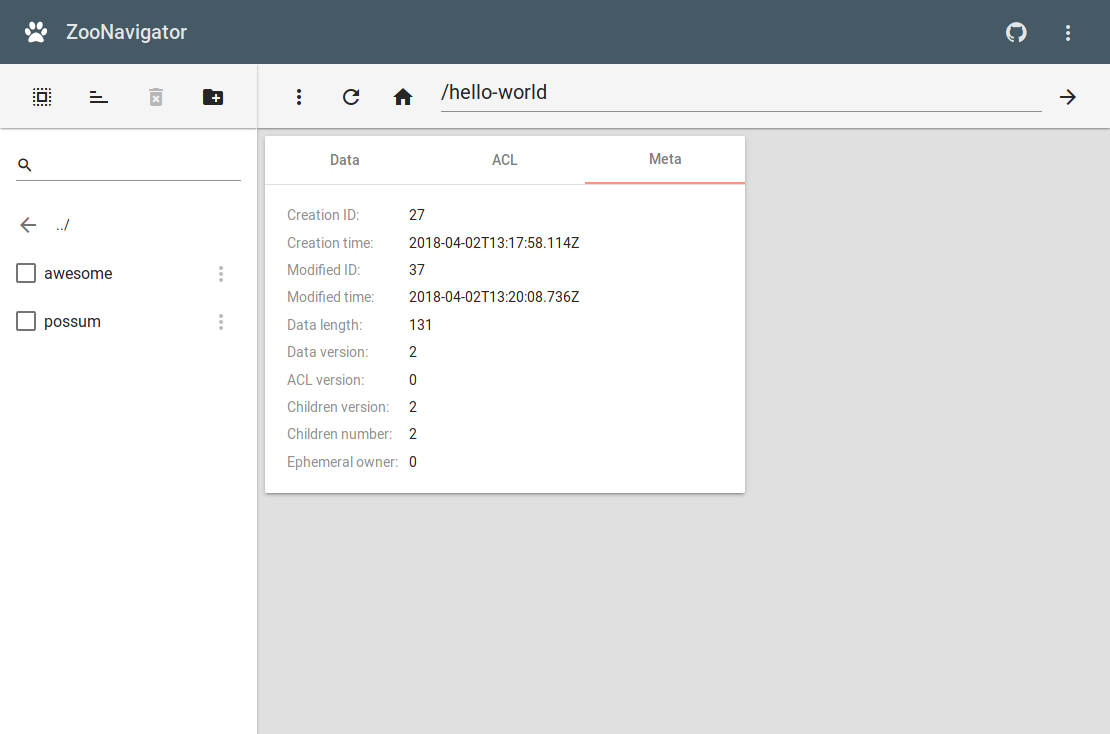 ZooNavigator
/hello-world
../
awesome
possum
Data ACL Meta
Creation ID: 27
Creation time: 2018-04-02T13:17:58.114Z
Modified ID: 37
Modified time: 2018-04-02T13:20:08.736Z
Data length: 131
Data version: 2
ACL version: 0
Children version: 2
Children number: 2
Ephemeral owner: 0